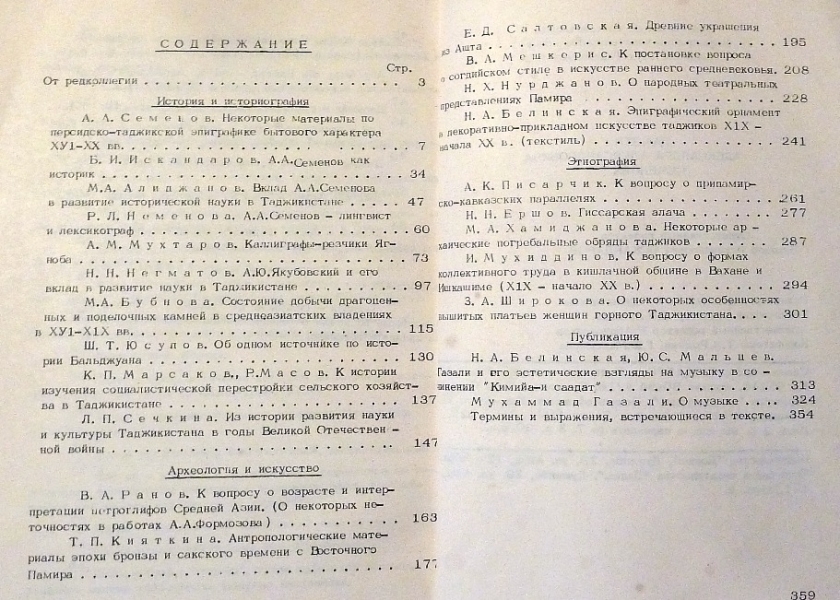 СОДЕРЖАНИЕ
Стр.
От редколлегии . . . . . . . . . . . . . . . . . . . . . . 3
История и историография
А. А. Семенов. Некоторые материалы по
персидско-таджикской эпиграфике бытового характера
ХУ1-ХХ вв. . . . . . . . . . . . . . . . . . . . . . . 7
Б. И. Искандаров. А.А.Семенов как
историк . . . . . . . . . . . . . . . . . . . . . . . . 34
М.А. Алиджанов. Вклад А.А.Семенова
в развитие исторической науки в Таджикистане . . . . . 47
Р. Л. Неменова. А.А.Семенов - лингвист
и лексикограф . . . . . . . . . . . . . . . . . . . . . 60
А. М. Мухтаров. Каллиграфы-резчики Яг-
ноба . . . . . . . . . . . . . . . . . . . . . . . . . 73
Н. Н. Негматов. А.Ю.Якубовский и его
вклад в развитие науки в Таджикистане . . . . . . . . . 97
М.А. Бубнова. Состояние добычи драгоцен-
ных и поделочных камней в среднеазиатских владениях
в ХУ1-Х1Х вв. . . . . . . . . . . . . . . . . . . . . 115
Ш. Т. Юсупов. Об одном источнике по исто-
рии Бальджуана . . . . . . . . . . . . . . . . . . . . 130
К. П. Марсаков, Р.Масов. К истории
изучения социалистической перестройки сельского хозяйст-
ва в Таджикистане . . . . . . . . . . . . . . . . . . 137
Л. П. Сечкина. Из истории развития науки
и культуры Таджикистана в годы Великой Отечествен-
ной войны . . . . . . . . . . . . . . . . . . . . . . 147
Археология и искусство
В. А. Ранов. К вопросу о возрасте и интер-
претации петроглифов Средней Азии. (О некоторых не-
точностях в работах А.А.Формозова) . . . . . . . . . . 163
Т. П. Кияткина. Антропологические мате-
риалы эпохи бронзы и сакского времени с Восточного
Памира . . . . . . . . . . . . . . . . . . . . . . . . 177
Е. Д. Салтовская. Древние украшения
из Ашта . . . . . . . . . . . . . . . . . . . . . . . 195
В. А. Мешкерис. К постановке вопроса
о согдийском стиле в искусстве раннего средневековья. 208
Н. Х. Нурджанов. О народных театральных
представлениях Памира . . . . . . . . . . . . . . . . 228
Н. А. Белинская. Эпиграфический орнамент
в декоративно-прикладном искусстве таджиков Х1Х -
начала ХХ в. (текстиль) . . . . . . . . . . . . . . . 241
Этнография
А. К. Писарчик. К вопросу о припамир-
ско-кавказских параллелях . . . . . . . . . . . . . . 261
Н. Н. Ершов. Гиссарская алача . . . . . . . . 277
М. А. Хамиджанова. Некоторые ар-
хаические погребальные обряды таджиков . . . . . . . 287
И. Мухиддинов. К вопросу о формах
коллективного труда в кишлачной общине в Вахане и
Ишкашиме (Х1Х - начало ХХ в.) . . . . . . . . . . . . 294
З. А. Широкова. О некоторых особенностях
вышитых платьев женщин горного Таджикистана. . . . 301
Публикация
Н. А. Белинская, Ю. С. Мальцев.
Газали и его эстетические взгляды на музыку в со-
чинении "Кимийа-и саадат" . . . . . . . . . . . . . . 313
Мухаммад Газали. О музыке . . . . 324
Термины и выражения, встречающиеся в тексте. 354
359